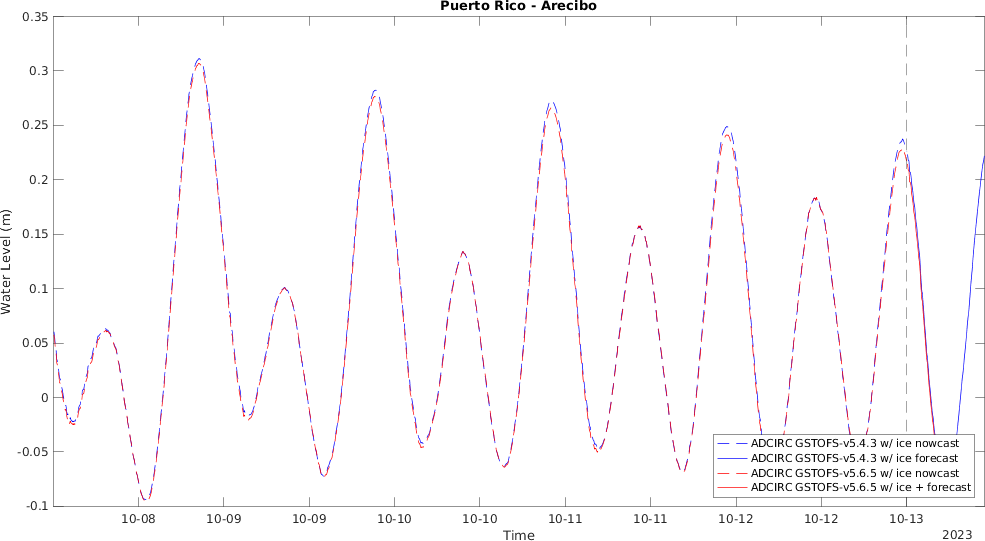 Puerto Rico - Arecibo
0.35
0.3
0.25
0.2
0.15
0.1
0.05
0
-0.05
-0.1
Water Level (m)
ADCIRC GSTOFS-v5.4.3 w/ ice nowcast
ADCIRC GSTOFS-v5.4.3 w/ ice forecast
ADCIRC GSTOFS-v5.6.5 w/ ice nowcast
ADCIRC GSTOFS-v5.6.5 w/ ice + forecast
10-08 10-09 10-09 10-10 10-10 10-11 10-11 10-12 10-12 10-13
Time
2023